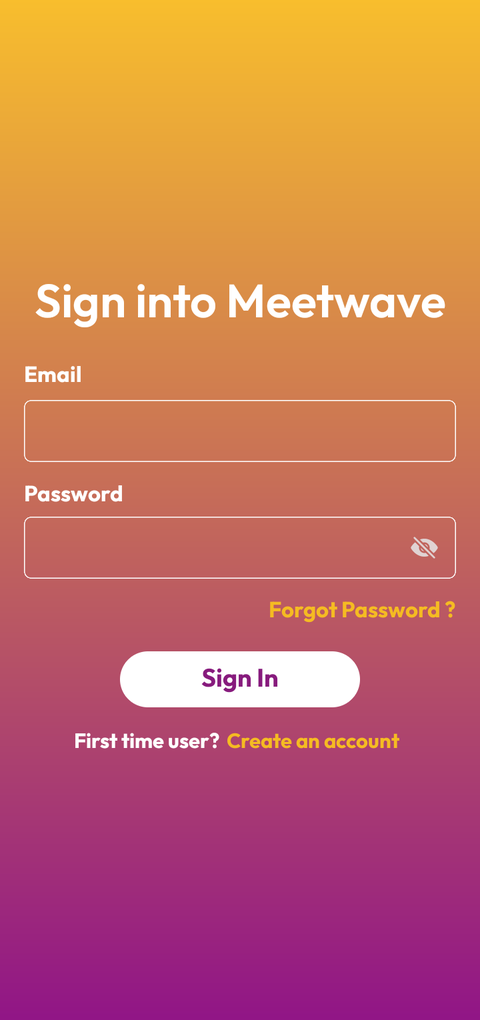 Sign into Meetwave
Email
Password
Forgot Password ?
Sign In
First time user? Create an account